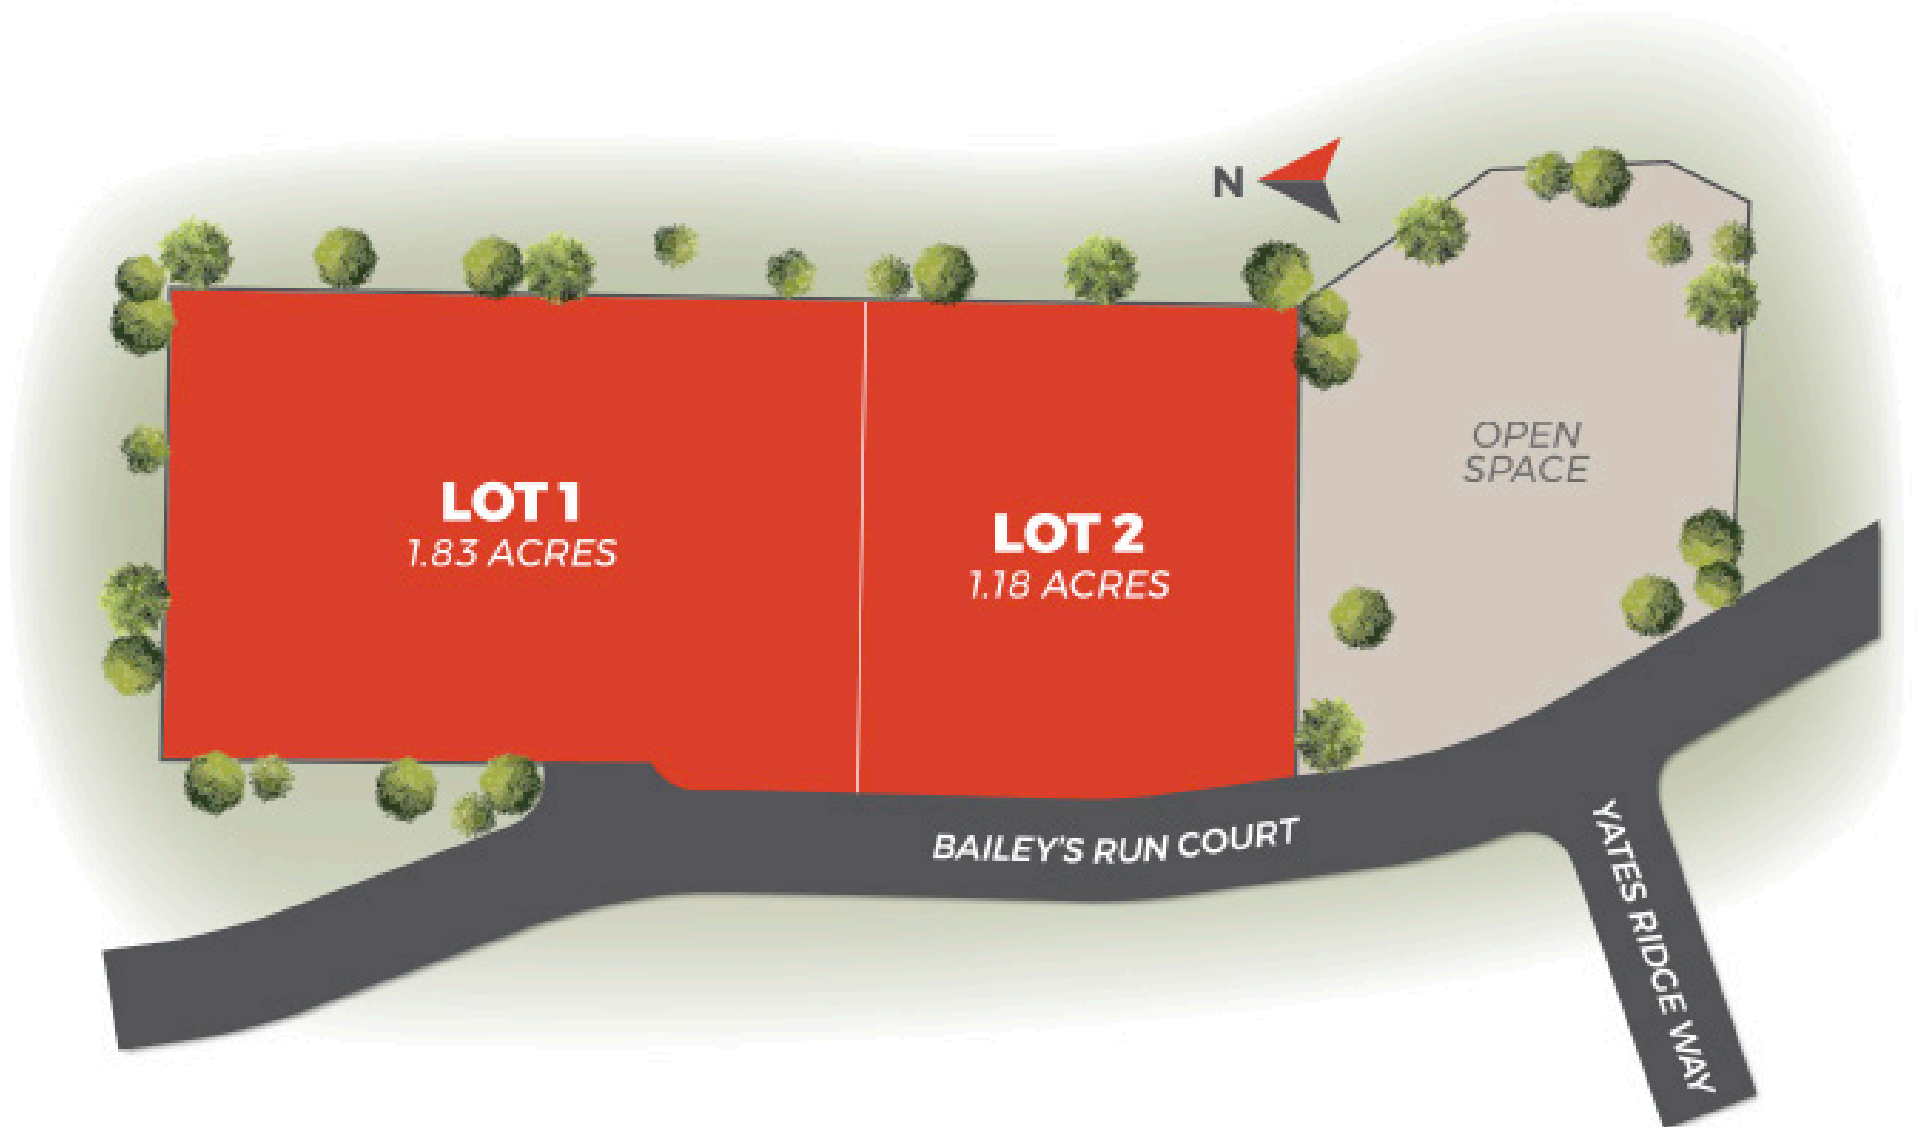 N
LOT 1
1.83 ACRES
LOT 2
1.18 ACRES
OPEN
SPACE
BAILEY'S RUN COURT
YATES RIDGE WAY